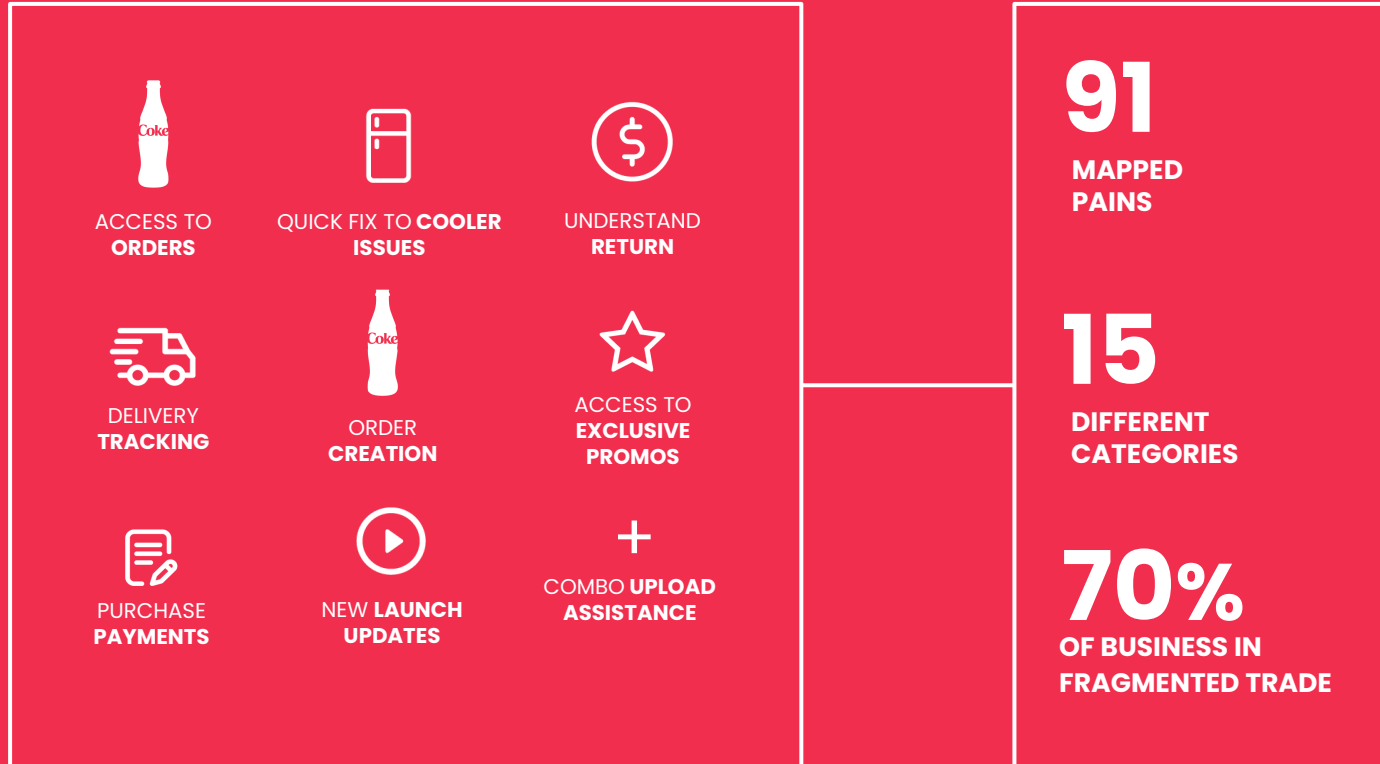 Coke
ACCESS TO
ORDERS
QUICK FIX TO COOLER
ISSUES
$
UNDERSTAND
RETURN
DELIVERY
TRACKING
Coke
ORDER
CREATION
ACCESS TO
EXCLUSIVE
PROMOS
PURCHASE
PAYMENTS
NEW LAUNCH
UPDATES
+
COMBO UPLOAD
ASSISTANCE
91
MAPPED
PAINS
15
DIFFERENT
CATEGORIES
70%
OF BUSINESS IN
FRAGMENTED TRADE